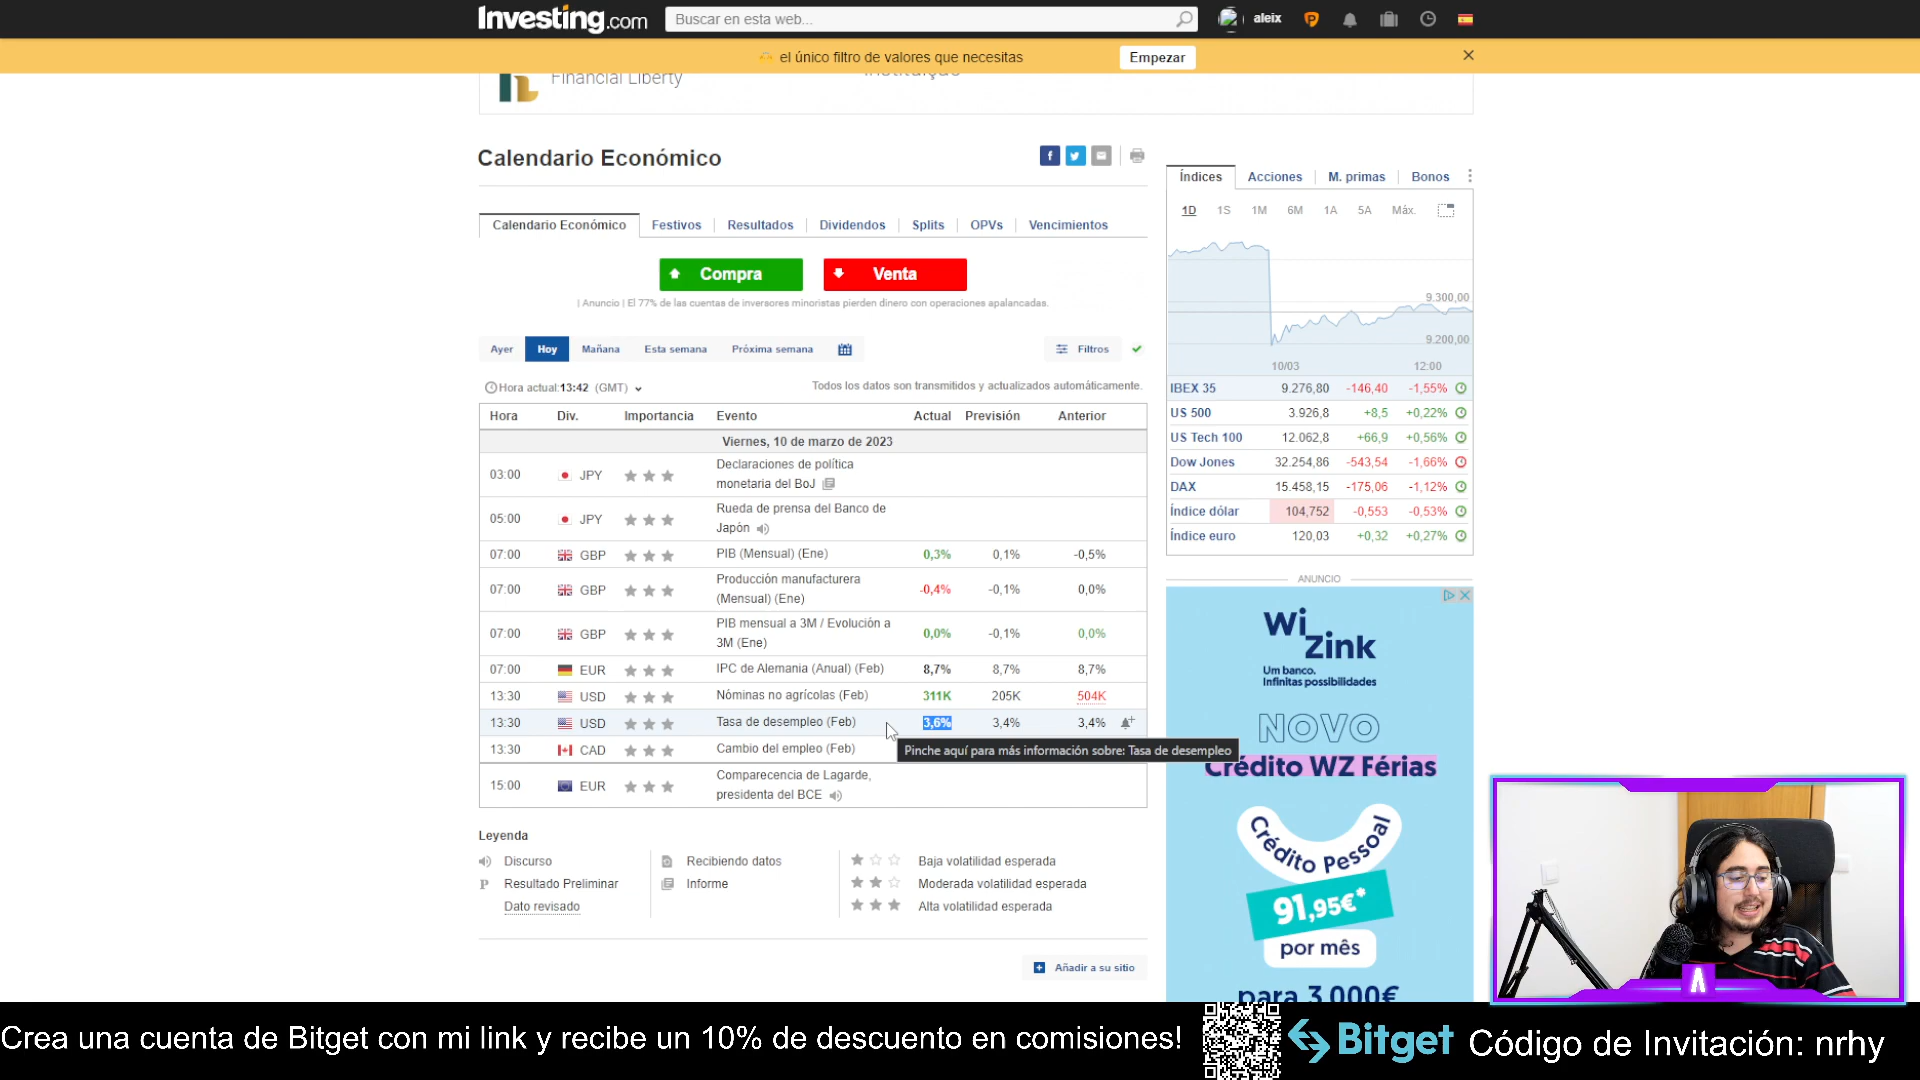 Investing.com
Buscar en esta web...
aleix
el único filtro de valores que necesitas
Empezar
Financial Liberty
Instituição
Calendario Económico
Calendario Económico
Festivos
Resultados
Dividendos
Splits
OPVs
Vencimientos
Compra
Venta
| Anuncio | El 77% de las cuentas de inversores minoristas pierden dinero con operaciones apalancadas.
Ayer
Hoy
Mañana
Esta semana
Próxima semana
Filtros
Hora actual:13:42 (GMT)
Todos los datos son transmitidos y actualizados automáticamente.
Hora Div. Importancia Evento Actual Previsión Anterior
Viernes, 10 de marzo de 2023
03:00 JPY Declaraciones de política
monetaria del BoJ
05:00 JPY Rueda de prensa del Banco de
Japón
07:00 GBP PIB (Mensual) (Ene) 0,3% 0,1% -0,5%
07:00 GBP Producción manufacturera
(Mensual) (Ene) -0,4% -0,1% 0,0%
07:00 GBP PIB mensual a 3M / Evolución a
3M (Ene) 0,0% -0,1% 0,0%
07:00 EUR IPC de Alemania (Anual) (Feb) 8,7% 8,7% 8,7%
13:30 USD Nóminas no agrícolas (Feb) 311K 205K 504K
13:30 USD Tasa de desempleo (Feb) 3,6% 3,4% 3,4%
13:30 CAD Cambio del empleo (Feb)
Pinche aquí para más información sobre: Tasa de desempleo
15:00 EUR Comparecencia de Lagarde,
presidenta del BCE
Leyenda
Discurso
P Resultado Preliminar
Dato revisado
Recibiendo datos
Informe
Baja volatilidad esperada
Moderada volatilidad esperada
Alta volatilidad esperada
Añadir a su sitio
Índices
Acciones
M. primas
Bonos
1D 1S 1M 6M 1A 5A Máx.
9.300,00
9.200,00
10/03 12:00
IBEX 35 9.276,80 -146,40 -1,55%
US 500 3.926,8 +8,5 +0,22%
US Tech 100 12.062,8 +66,9 +0,56%
Dow Jones 32.254,86 -543,54 -1,66%
DAX 15.458,15 -175,06 -1,12%
Índice dólar 104,752 -0,553 -0,53%
Índice euro 120,03 +0,32 +0,27%
ANUNCIO
WiZink
Um banco.
Infinitas possibilidades
NOVO
Crédito WZ Férias
Crédito Pessoal
91,95€*
por mês
para 3.000€
Crea una cuenta de Bitget con mi link y recibe un 10% de descuento en comisiones!
Bitget
Código de Invitación: nrhy